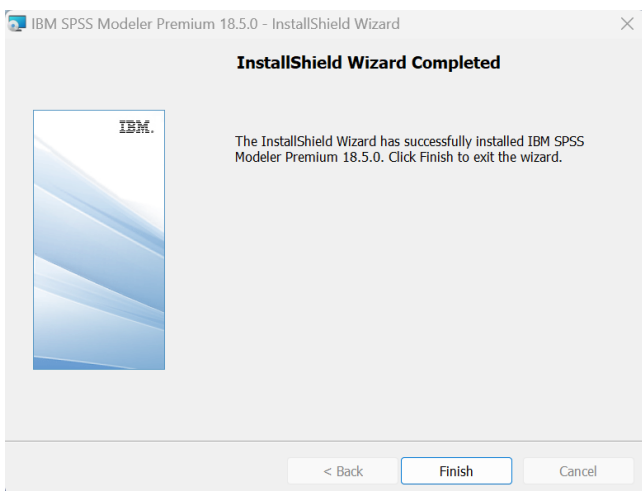 IBM SPSS Modeler Premium 18.5.0 - InstallShield Wizard
InstallShield Wizard Completed
IBM.
The InstallShield Wizard has successfully installed IBM SPSS
Modeler Premium 18.5.0. Click Finish to exit the wizard.
< Back
Finish
Cancel